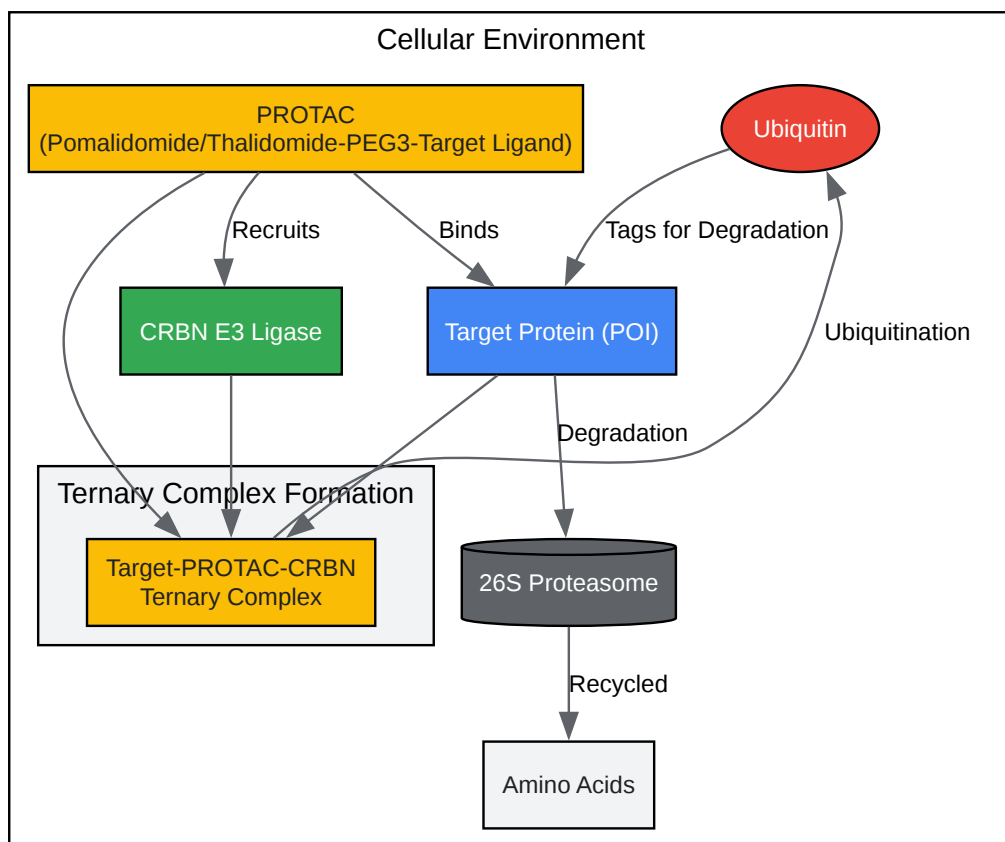 Cellular Environment
PROTAC
(Pomalidomide/Thalidomide-PEG3-Target Ligand)
Ubiquitin
Recruits
Binds
Tags for Degradation
CRBN E3 Ligase
Target Protein (POI)
Ubiquitination
Degradation
Ternary Complex Formation
Target-PROTAC-CRBN
Ternary Complex
26S Proteasome
Recycled
Amino Acids